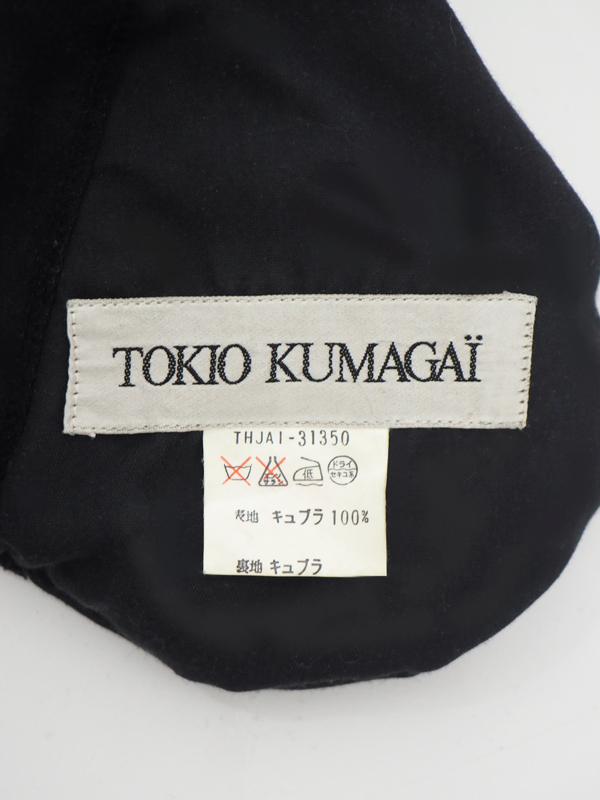 TOKIO KUMAGAÏ
THJAI-31350
低 ドライ
セキユ系
表地 キュプラ 100%
裏地 キュプラ